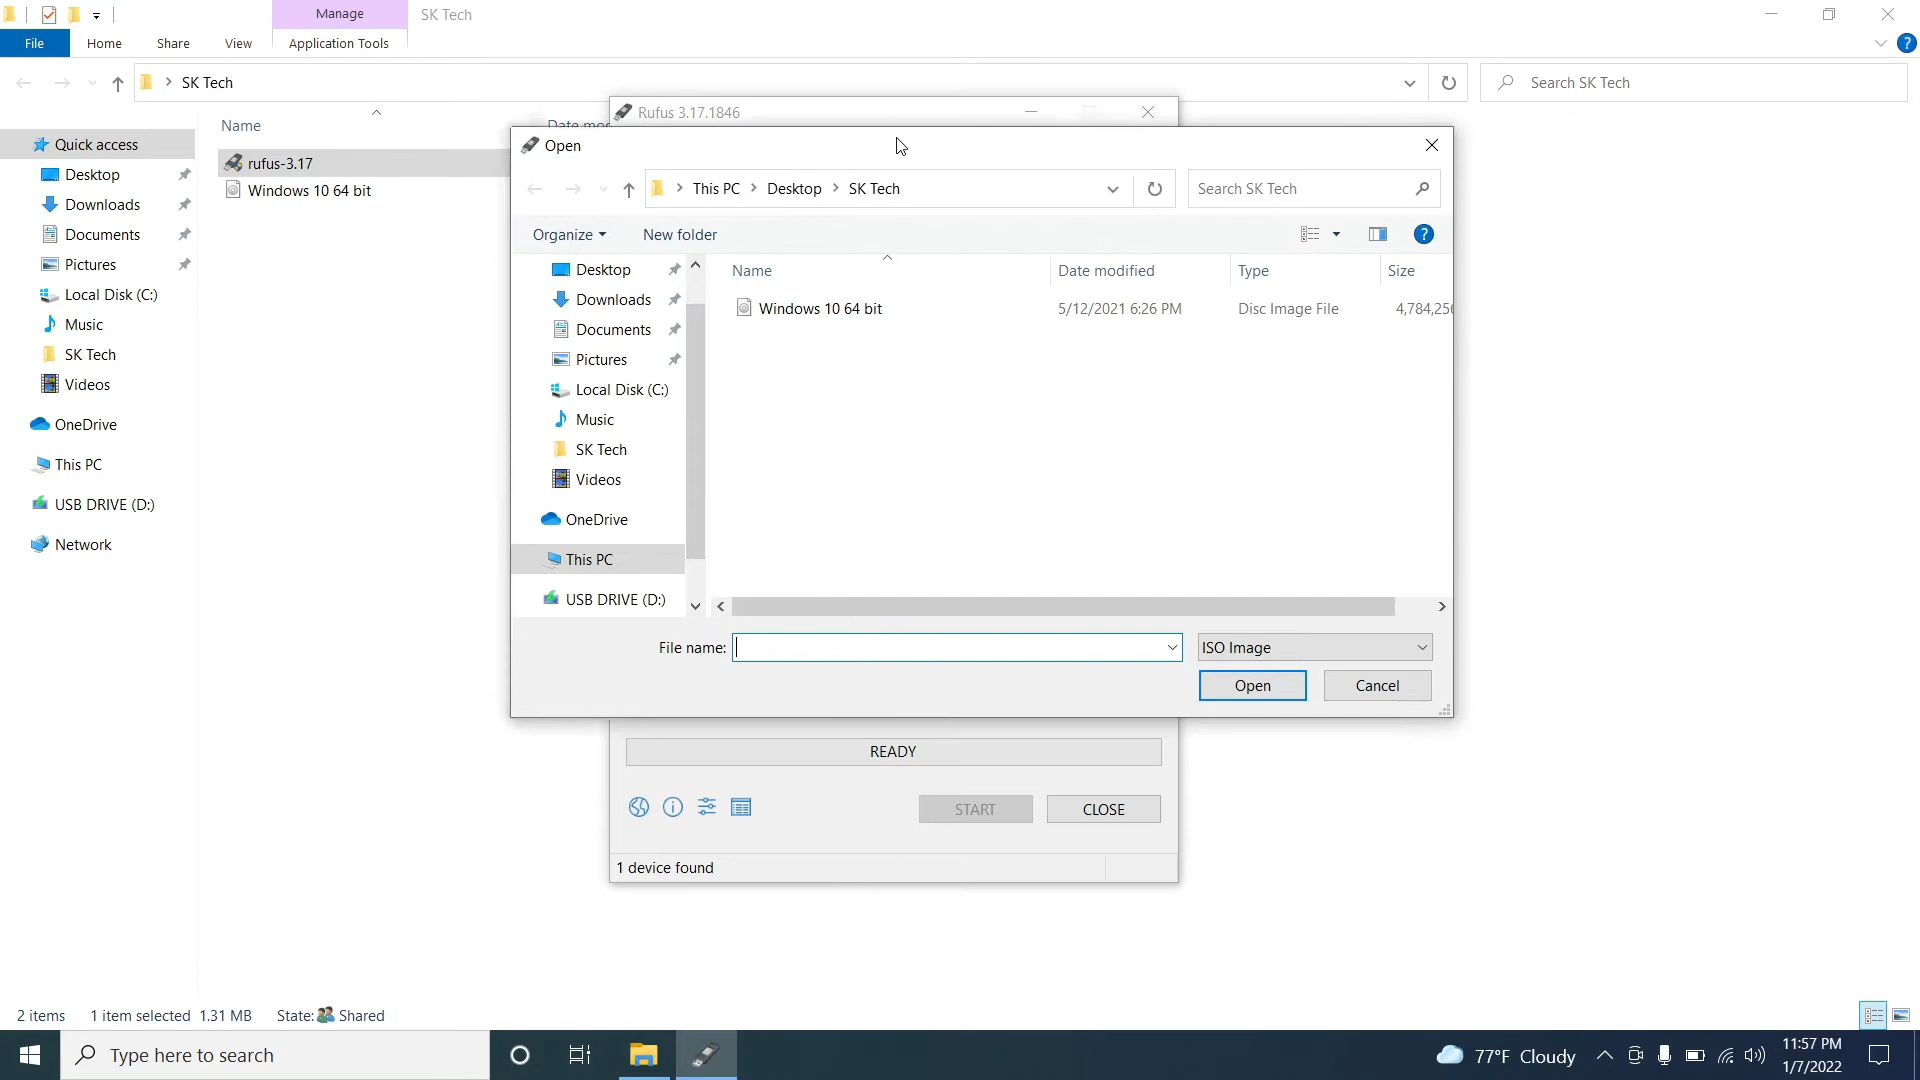 Manage
SK Tech
File
Home
Share
View
Application Tools
SK Tech
Search SK Tech
Name
Date mod
Quick access
Desktop
Downloads
Documents
Pictures
Local Disk (C:)
Music
SK Tech
Videos
OneDrive
This PC
USB DRIVE (D:)
Network
rufus-3.17
Windows 10 64 bit
Rufus 3.17.1846
Open
This PC
Desktop
SK Tech
Search SK Tech
Organize
New folder
Desktop
Downloads
Documents
Pictures
Local Disk (C:)
Music
SK Tech
Videos
OneDrive
This PC
USB DRIVE (D:)
Name
Date modified
Type
Size
Windows 10 64 bit
5/12/2021 6:26 PM
Disc Image File
4,784,256
File name:
ISO Image
Open
Cancel
READY
START
CLOSE
1 device found
2 items
1 item selected 1.31 MB
State: Shared
Type here to search
77°F Cloudy
11:57 PM
1/7/2022